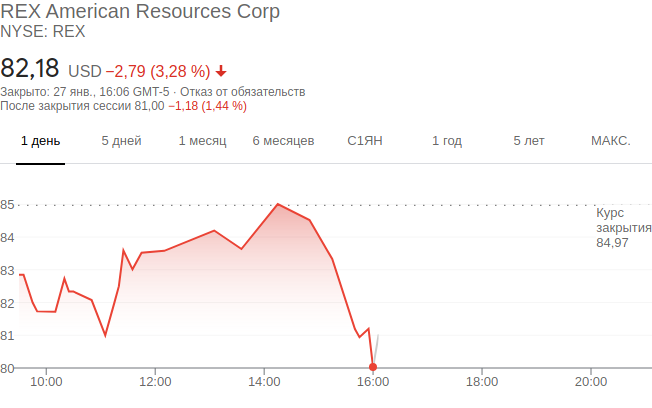 REX American Resources Corp
NYSE: REX
82,18 USD −2,79 (3,28 %)
Закрыто: 27 янв., 16:06 GMT-5 · Отказ от обязательств
После закрытия сессии 81,00 −1,18 (1,44 %)
1 день 5 дней 1 месяц 6 месяцев С1ЯН 1 год 5 лет МАКС.
85
Курс
закрытия
84,97
84
83
82
81
80
10:00 12:00 14:00 16:00 18:00 20:00